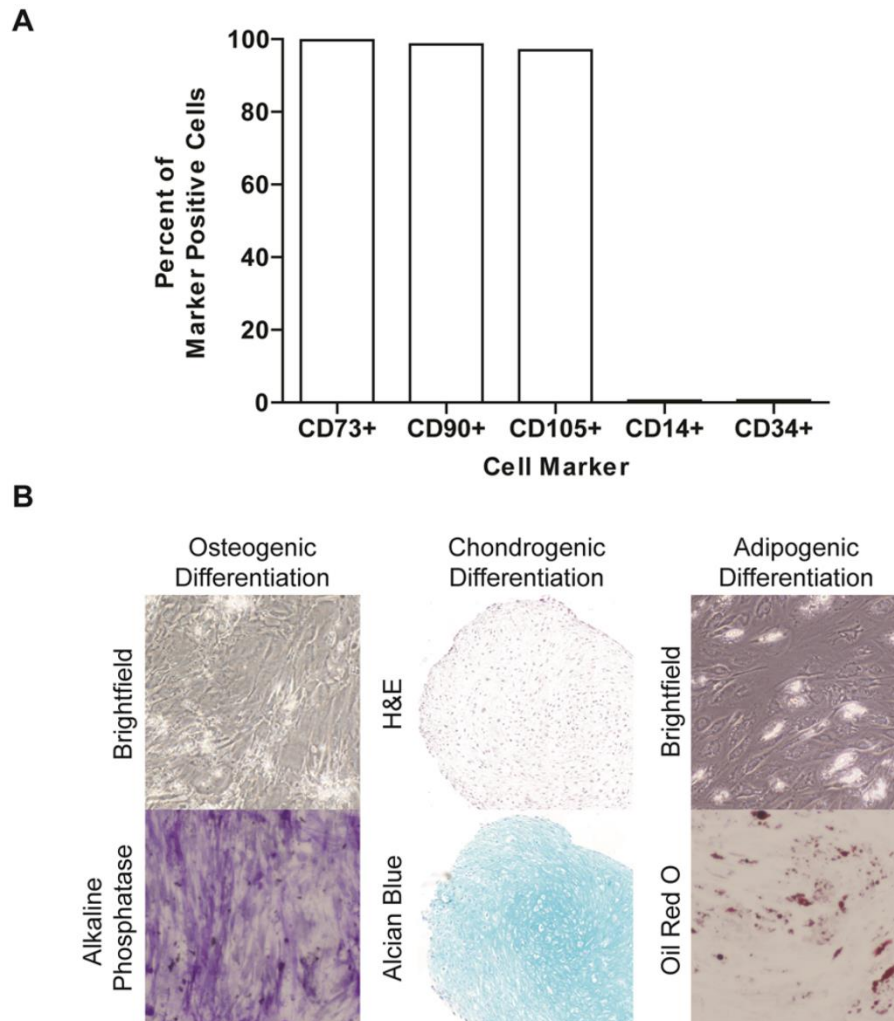 A
100
80
60
40
20
0
Percent of
Marker Positive Cells
CD73+ CD90+ CD105+ CD14+ CD34+
Cell Marker
B
Osteogenic
Differentiation
Chondrogenic
Differentiation
Adipogenic
Differentiation
Brightfield
H&E
Brightfield
Alkaline
Phosphatase
Alcian Blue
Oil Red O